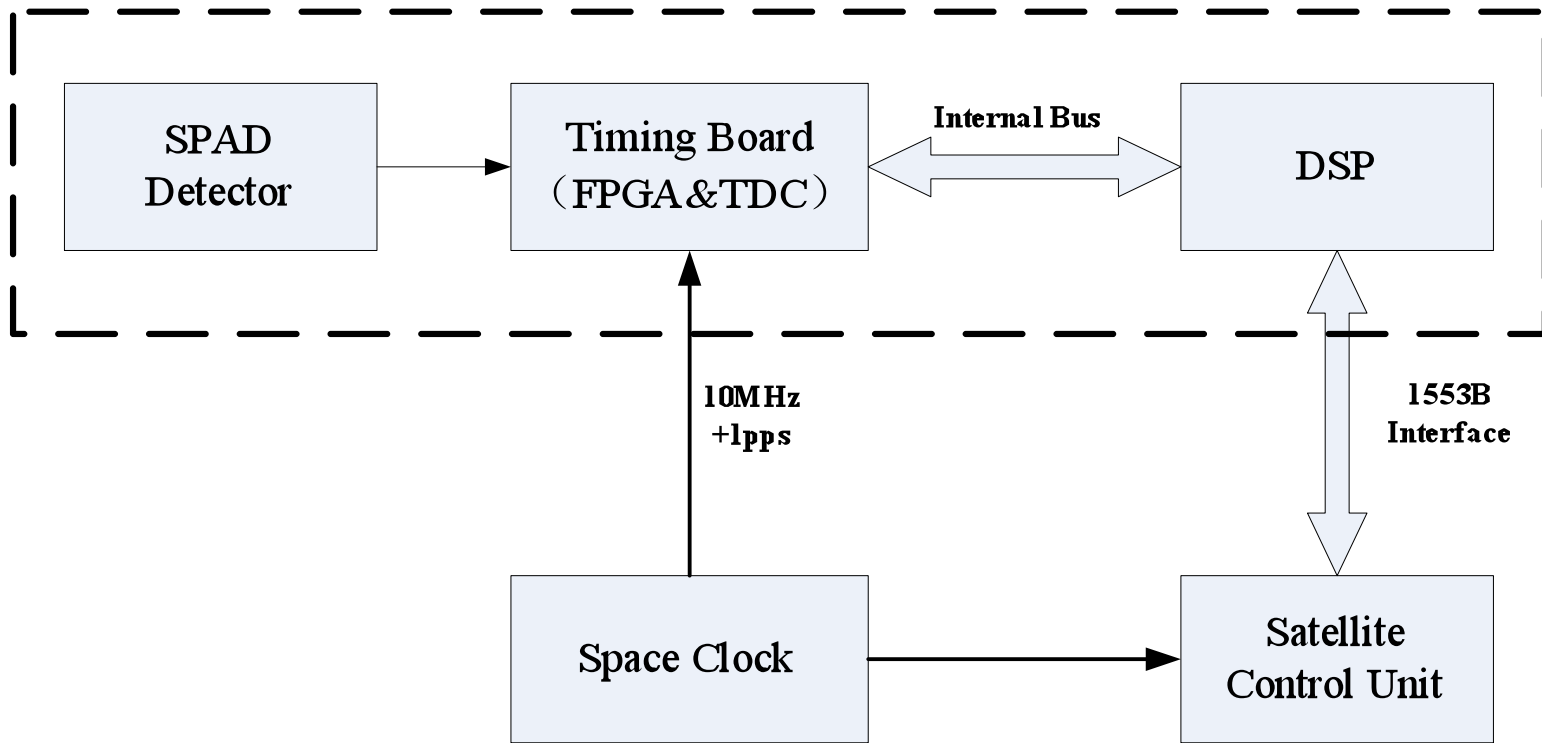 SPAD
Detector
Timing Board
（FPGA&TDC）
Internal Bus
DSP
10MHz
+1pps
1553B
Interface
Space Clock
Satellite
Control Unit